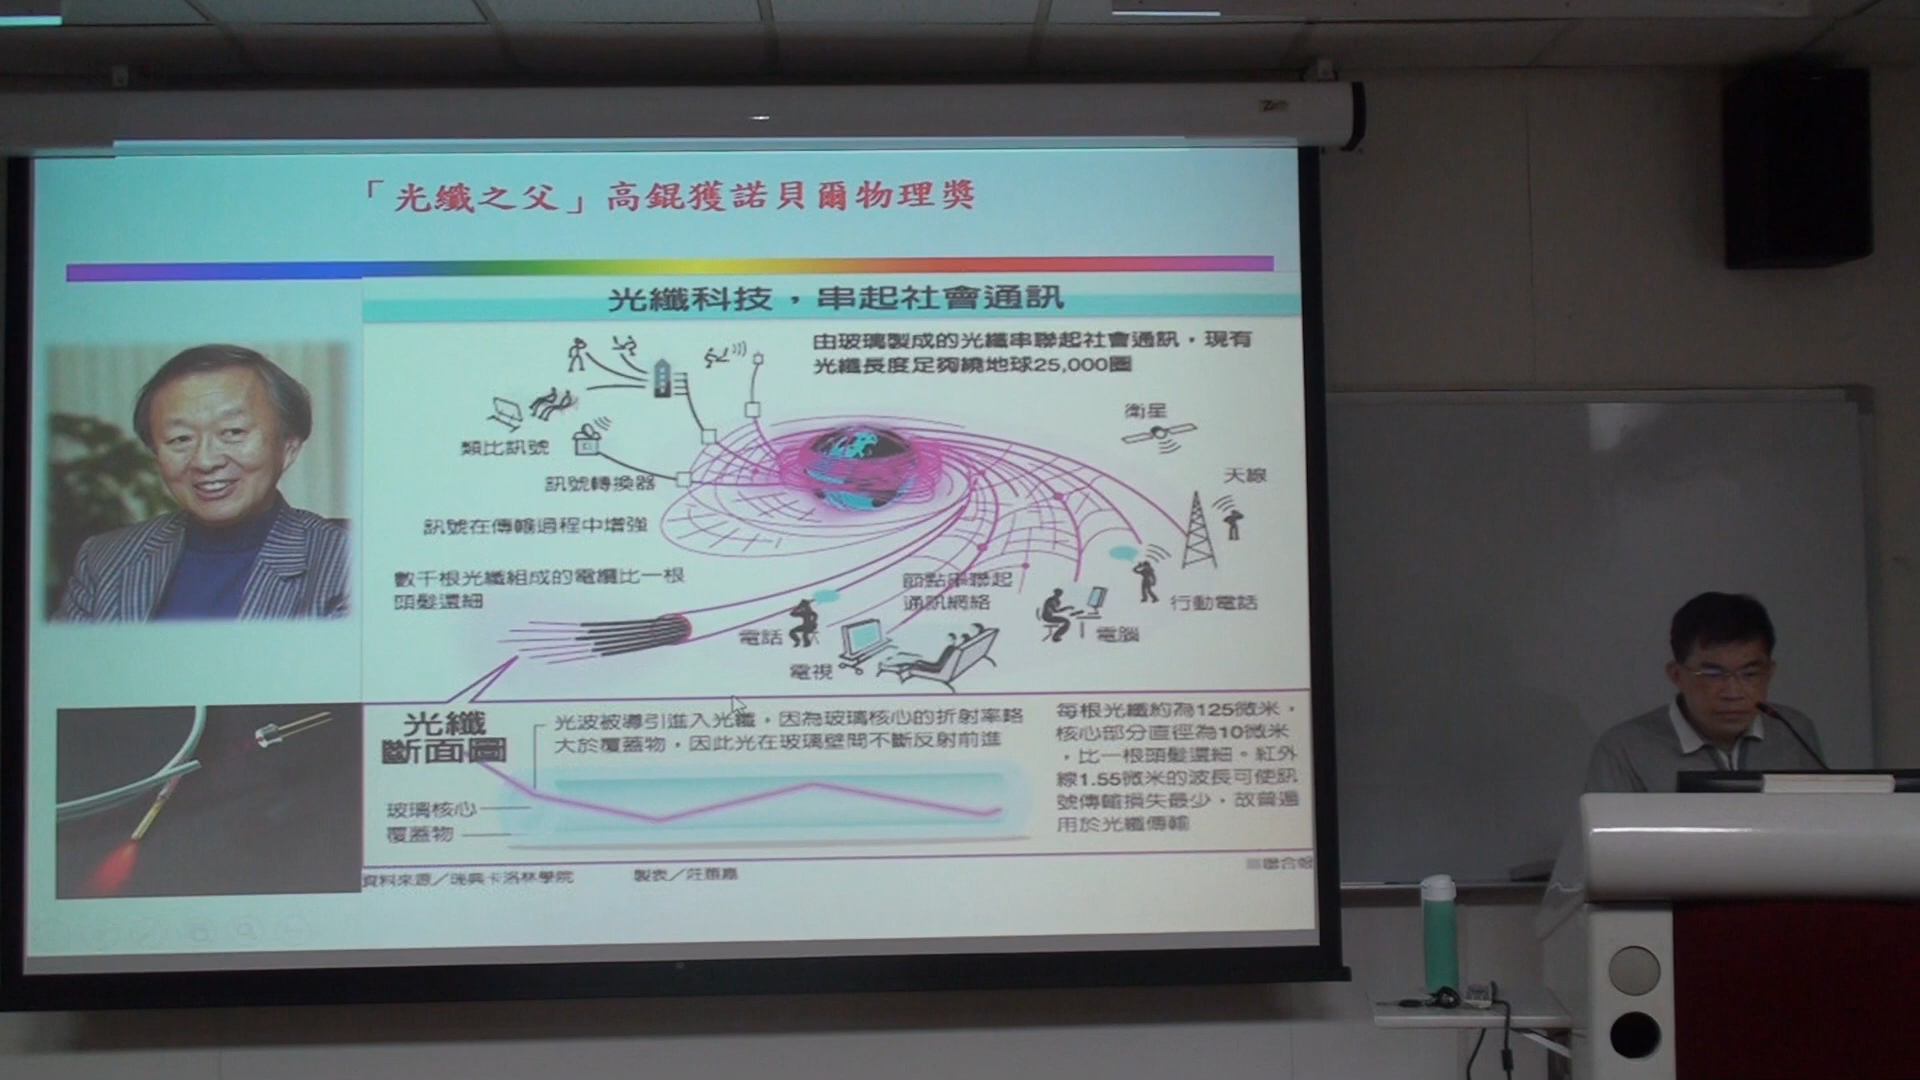 「光纖之父」高錕獲諾貝爾物理獎
光纖科技，串起社會通訊
由玻璃製成的光纖串聯起社會通訊，現有
光纖長度足夠繞地球25,000圈
衛星
天線
類比訊號
訊號轉換器
訊號在傳輸過程中增強
數千根光纖組成的電纜比一根
頭髮還細
節點串聯起
通訊網絡
行動電話
電話
電腦
電視
光纖
斷面圖
光波被導引進入光纖，因為玻璃核心的折射率略
大於覆蓋物，因此光在玻璃壁間不斷反射前進
玻璃核心
覆蓋物
每根光纖約為125微米，
核心部分直徑為10微米
，比一根頭髮還細。紅外
線1.55微米的波長可使訊
號傳輸損失最少，故普遍
用於光纖傳輸
資料來源／瑞典卡洛林學院
製表／莊蕙嘉
聯合報